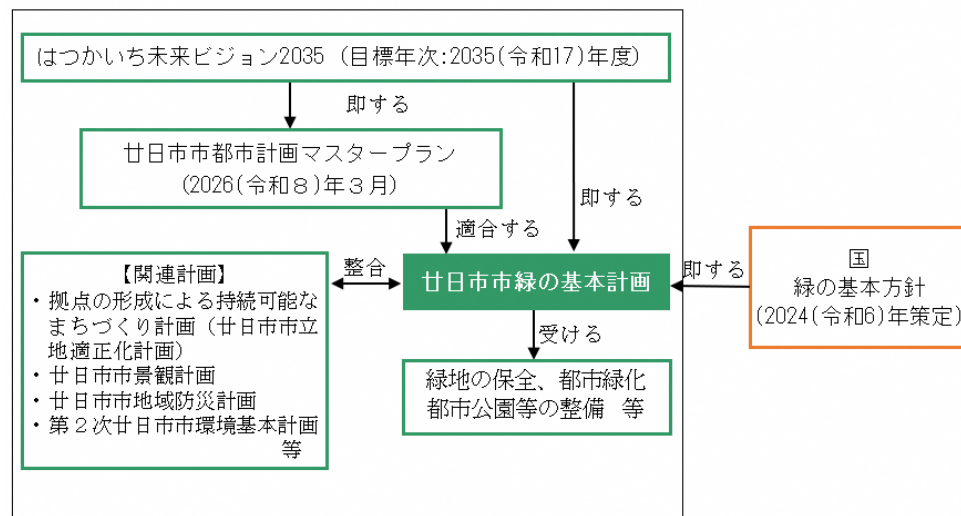 はつかいち未来ビジョン2035 (目標年次:2035(令和17)年度)
即する
廿日市市都市計画マスタープラン
(2026(令和８)年３月)
即する
適合する
【関連計画】
・拠点の形成による持続可能な
まちづくり計画（廿日市市立
地適正化計画）
・廿日市市景観計画
・廿日市市地域防災計画
・第２次廿日市市環境基本計画
等
整合
廿日市市緑の基本計画
即する
国
緑の基本方針
(2024(令和6)年策定)
受ける
緑地の保全、都市緑化
都市公園等の整備 等